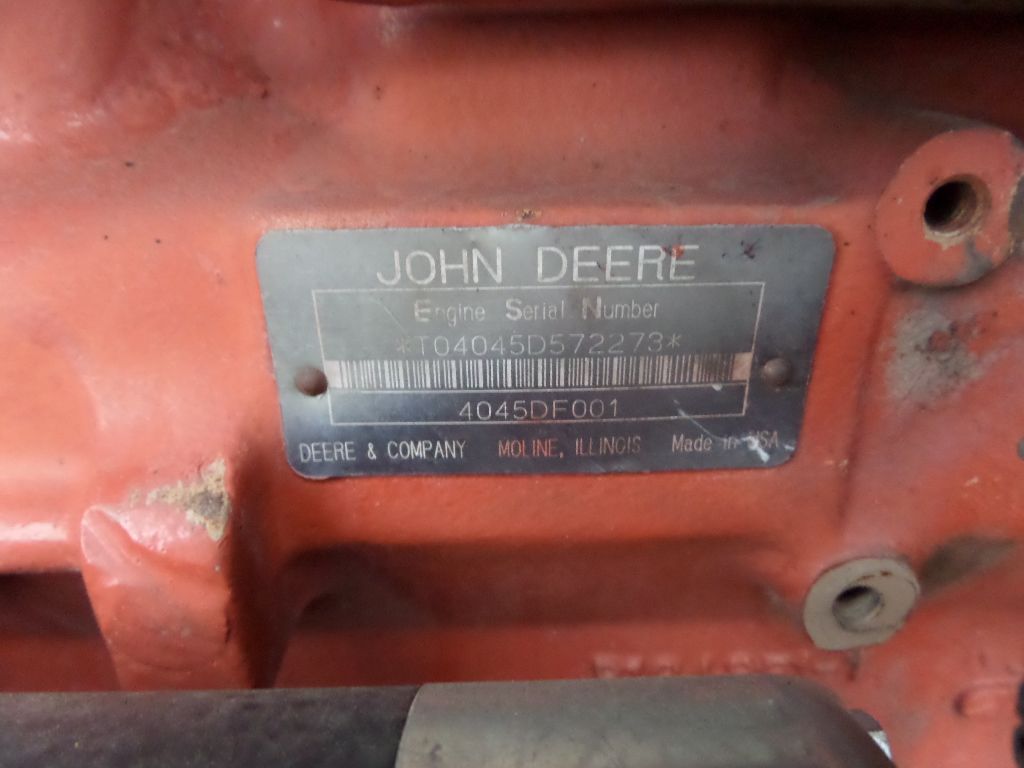 JOHN DEERE
Engine Serial Number
*T04045D572273*
4045DF001
DEERE & COMPANY MOLINE, ILLINOIS Made in USA